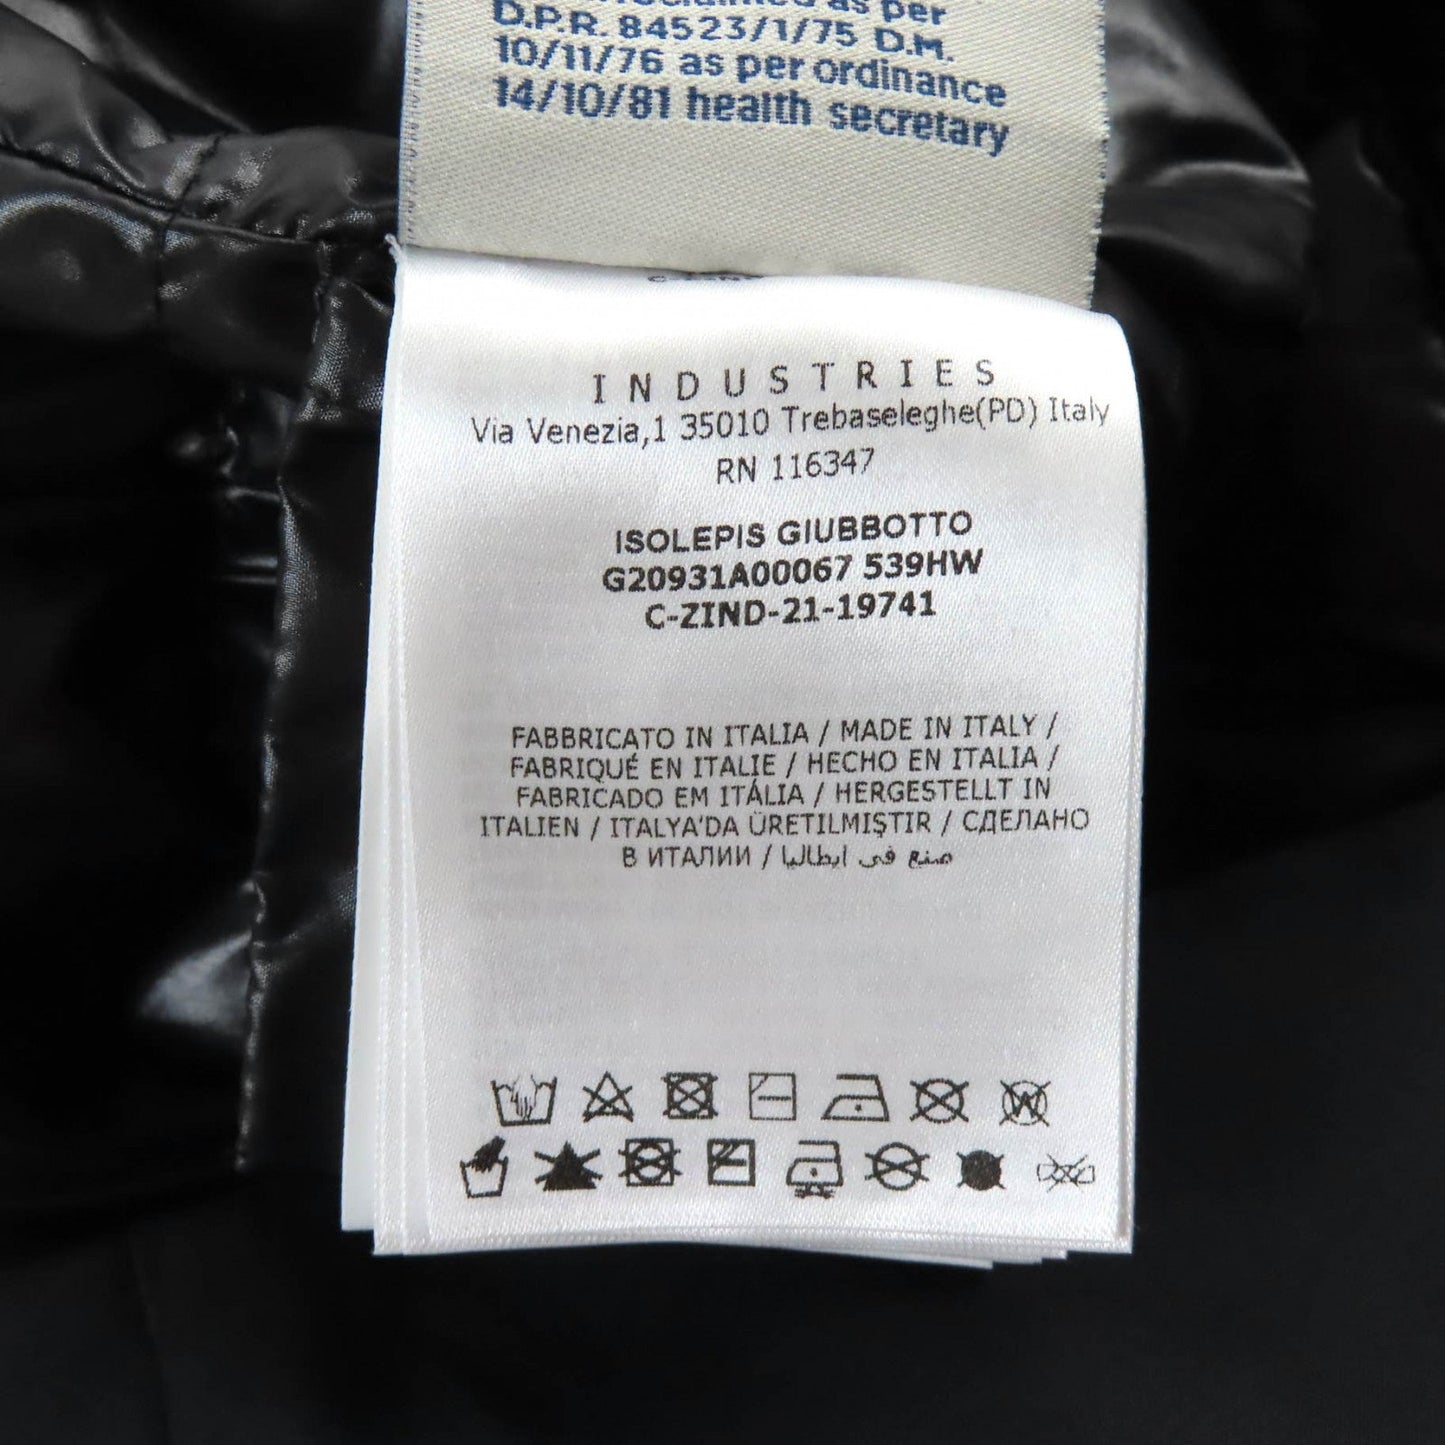 as per
D.P.R. 84523/1/75 D.M.
10/11/76 as per ordinance
14/10/81 health secretary
INDUSTRIES
Via Venezia,1 35010 Trebaseleghe(PD) Italy
RN 116347
ISOLEPIS GIUBBOTTO
G20931A00067 539HW
C-ZIND-21-19741
FABBRICATO IN ITALIA / MADE IN ITALY /
FABRIQUÉ EN ITALIE / HECHO EN ITALIA /
FABRICADO EM ITÁLIA / HERGESTELLT IN
ITALIEN / ITALYA'DA ÜRETILMIŞTIR / СДЕЛАНО
В ИТАЛИИ / صنع في ايطاليا
W